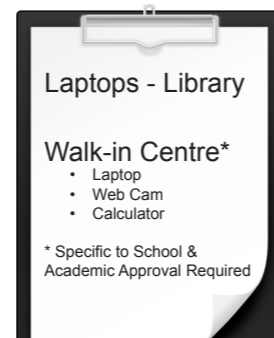 Laptops - Library
Walk-in Centre*
• Laptop
• Web Cam
• Calculator
* Specific to School &
Academic Approval Required